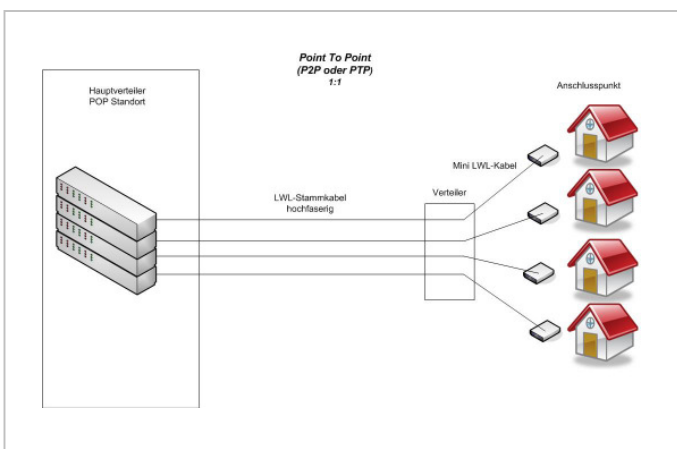 Point To Point
(P2P oder PTP)
1:1
Hauptverteiler
POP Standort
Anschlusspunkt
Mini LWL-Kabel
LWL-Stammkabel
hochfaserig
Verteiler